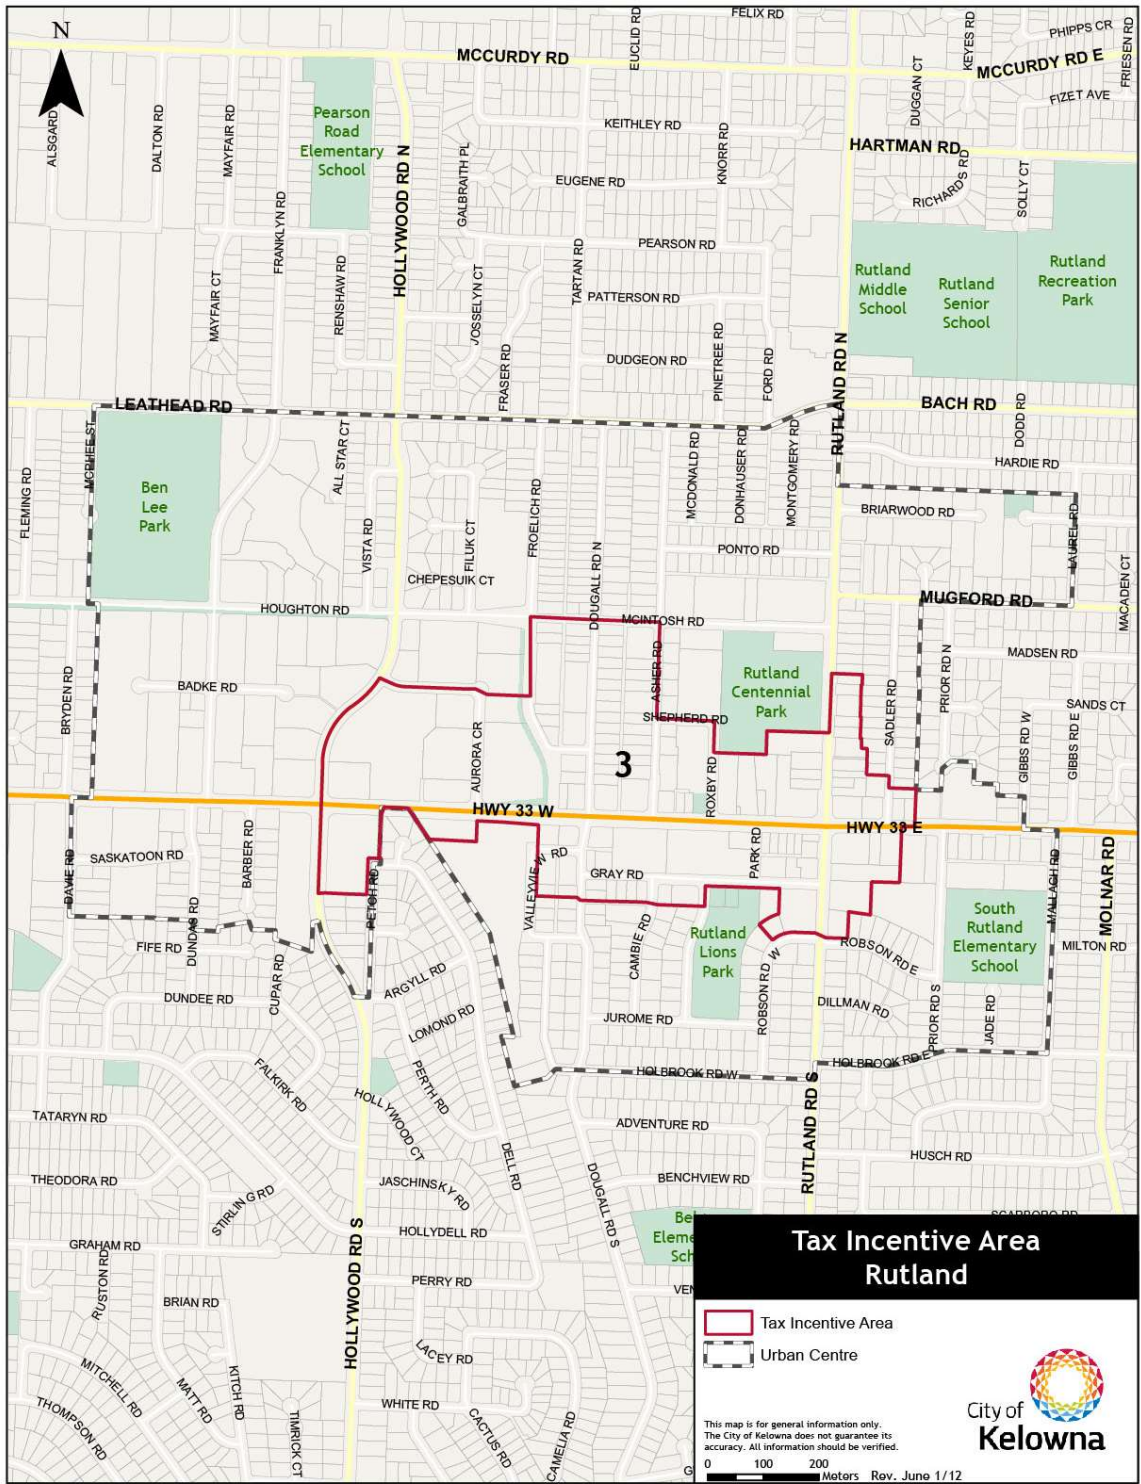 N
FELIX RD
EUCLID RD
PHIPPS CR
KEYES RD
FRIESEN RD
MCCURDY RD
MCCURDY RD E
DUGGAN CT
FIZET AVE
ALSGARD
DALTON RD
MAYFAIR RD
Pearson
Road
Elementary
School
HOLLYWOOD RD N
GALBRAITH PL
KEITHLEY RD
KNORR RD
HARTMAN RD
EUGENE RD
RICHARDS RD
SOLLY CT
FRANKLYN RD
PEARSON RD
TARTAN RD
MAYFAIR CT
RENSHAW RD
JOSSELYN CT
PATTERSON RD
Rutland
Middle
School
Rutland
Senior
School
Rutland
Recreation
Park
FRASER RD
DUDGEON RD
PINETREE RD
FORD RD
RUTLAND RD N
LEATHEAD RD
BACH RD
DODD RD
MCPHEE ST
FLEMING RD
Ben
Lee
Park
ALL STAR CT
VISTA RD
FILUK CT
FROELICH RD
MCDONALD RD
DONHAUSER RD
MONTGOMERY RD
HARDIE RD
BRIARWOOD RD
LAUREL RD
DOUGALL RD N
PONTO RD
CHEPESUIK CT
HOUGHTON RD
MCINTOSH RD
MUGFORD RD
MACADEN CT
BADKE RD
BRYDEN RD
ASHER RD
SHEPHERD RD
Rutland
Centennial
Park
SADLER RD
PRIOR RD N
MADSEN RD
SANDS CT
GIBBS RD W
GIBBS RD E
AURORA CR
3
ROXBY RD
HWY 33 W
HWY 33 E
SASKATOON RD
BARBER RD
DAVIE RD
DUNDAS RD
PETCH RD
VALLEYVIEW RD
GRAY RD
PARK RD
MALLACH RD
MOLNAR RD
FIFE RD
CUPAR RD
DUNDEE RD
ARGYLL RD
LOMOND RD
CAMBIE RD
Rutland
Lions
Park
ROBSON RD W
ROBSON RD E
South
Rutland
Elementary
School
MILTON RD
JUROME RD
DILLMAN RD
PRIOR RD S
JADE RD
FALKIRK RD
PERTH RD
HOLBROOK RD W
HOLBROOK RD E
HOLLYWOOD CT
TATARYN RD
ADVENTURE RD
RUTLAND RD S
HUSCH RD
THEODORA RD
STIRLING RD
JASCHINSKY RD
DELL RD
DOUGALL RD S
BENCHVIEW RD
GRAHAM RD
HOLLYDELL RD
HOLLYWOOD RD S
RUSTON RD
BRIAN RD
PERRY RD
LACEY RD
MITCHELL RD
MATT RD
KITCH RD
WHITE RD
THOMPSON RD
TIMRICK CT
CACTUS RD
CAMELIA RD
Tax Incentive Area
Rutland
Tax Incentive Area
Urban Centre
This map is for general information only.
The City of Kelowna does not guarantee its
accuracy. All information should be verified.
City of
Kelowna
0 100 200
Meters Rev. June 1/12